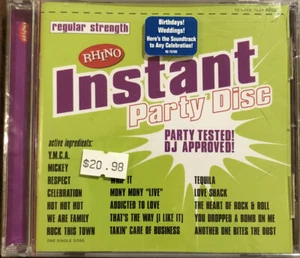 regular strength
Birthdays!
Weddings!
Here's the Soundtrack
to Any Celebration!
RHINO
Instant
Party Disc
PARTY TESTED!
DJ APPROVED!
active ingredients:
Y.M.C.A.
MICKEY
RESPECT
CELEBRATION
HOT HOT HOT
WE ARE FAMILY
ROCK THIS TOWN
$20.98
IT
MONY MONY "LIVE"
ADDICTED TO LOVE
THAT'S THE WAY (I LIKE IT)
TAKIN' CARE OF BUSINESS
TEQUILA
LOVE SHACK
THE HEART OF ROCK & ROLL
YOU DROPPED A BOMB ON ME
ANOTHER ONE BITES THE DUST